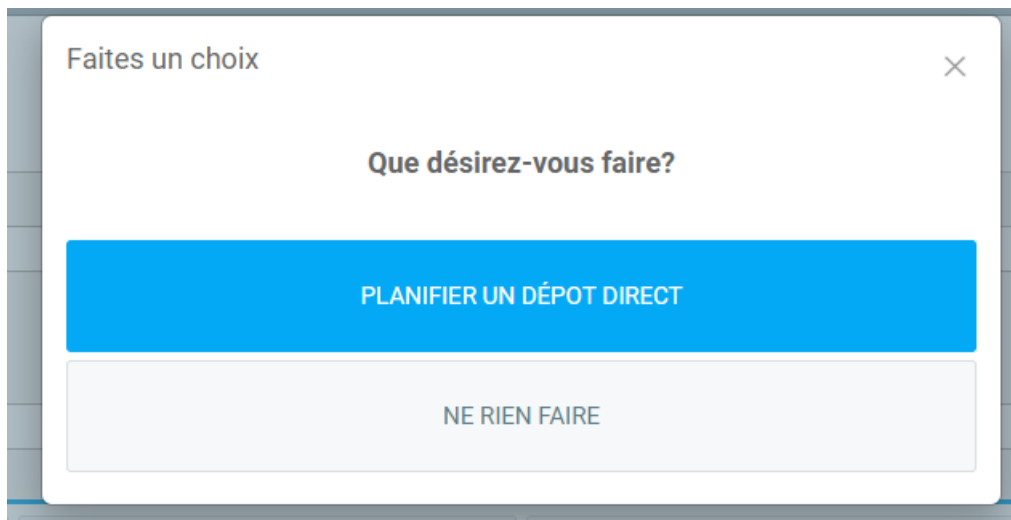 Faites un choix
Que désirez-vous faire?
PLANIFIER UN DÉPOT DIRECT
NE RIEN FAIRE